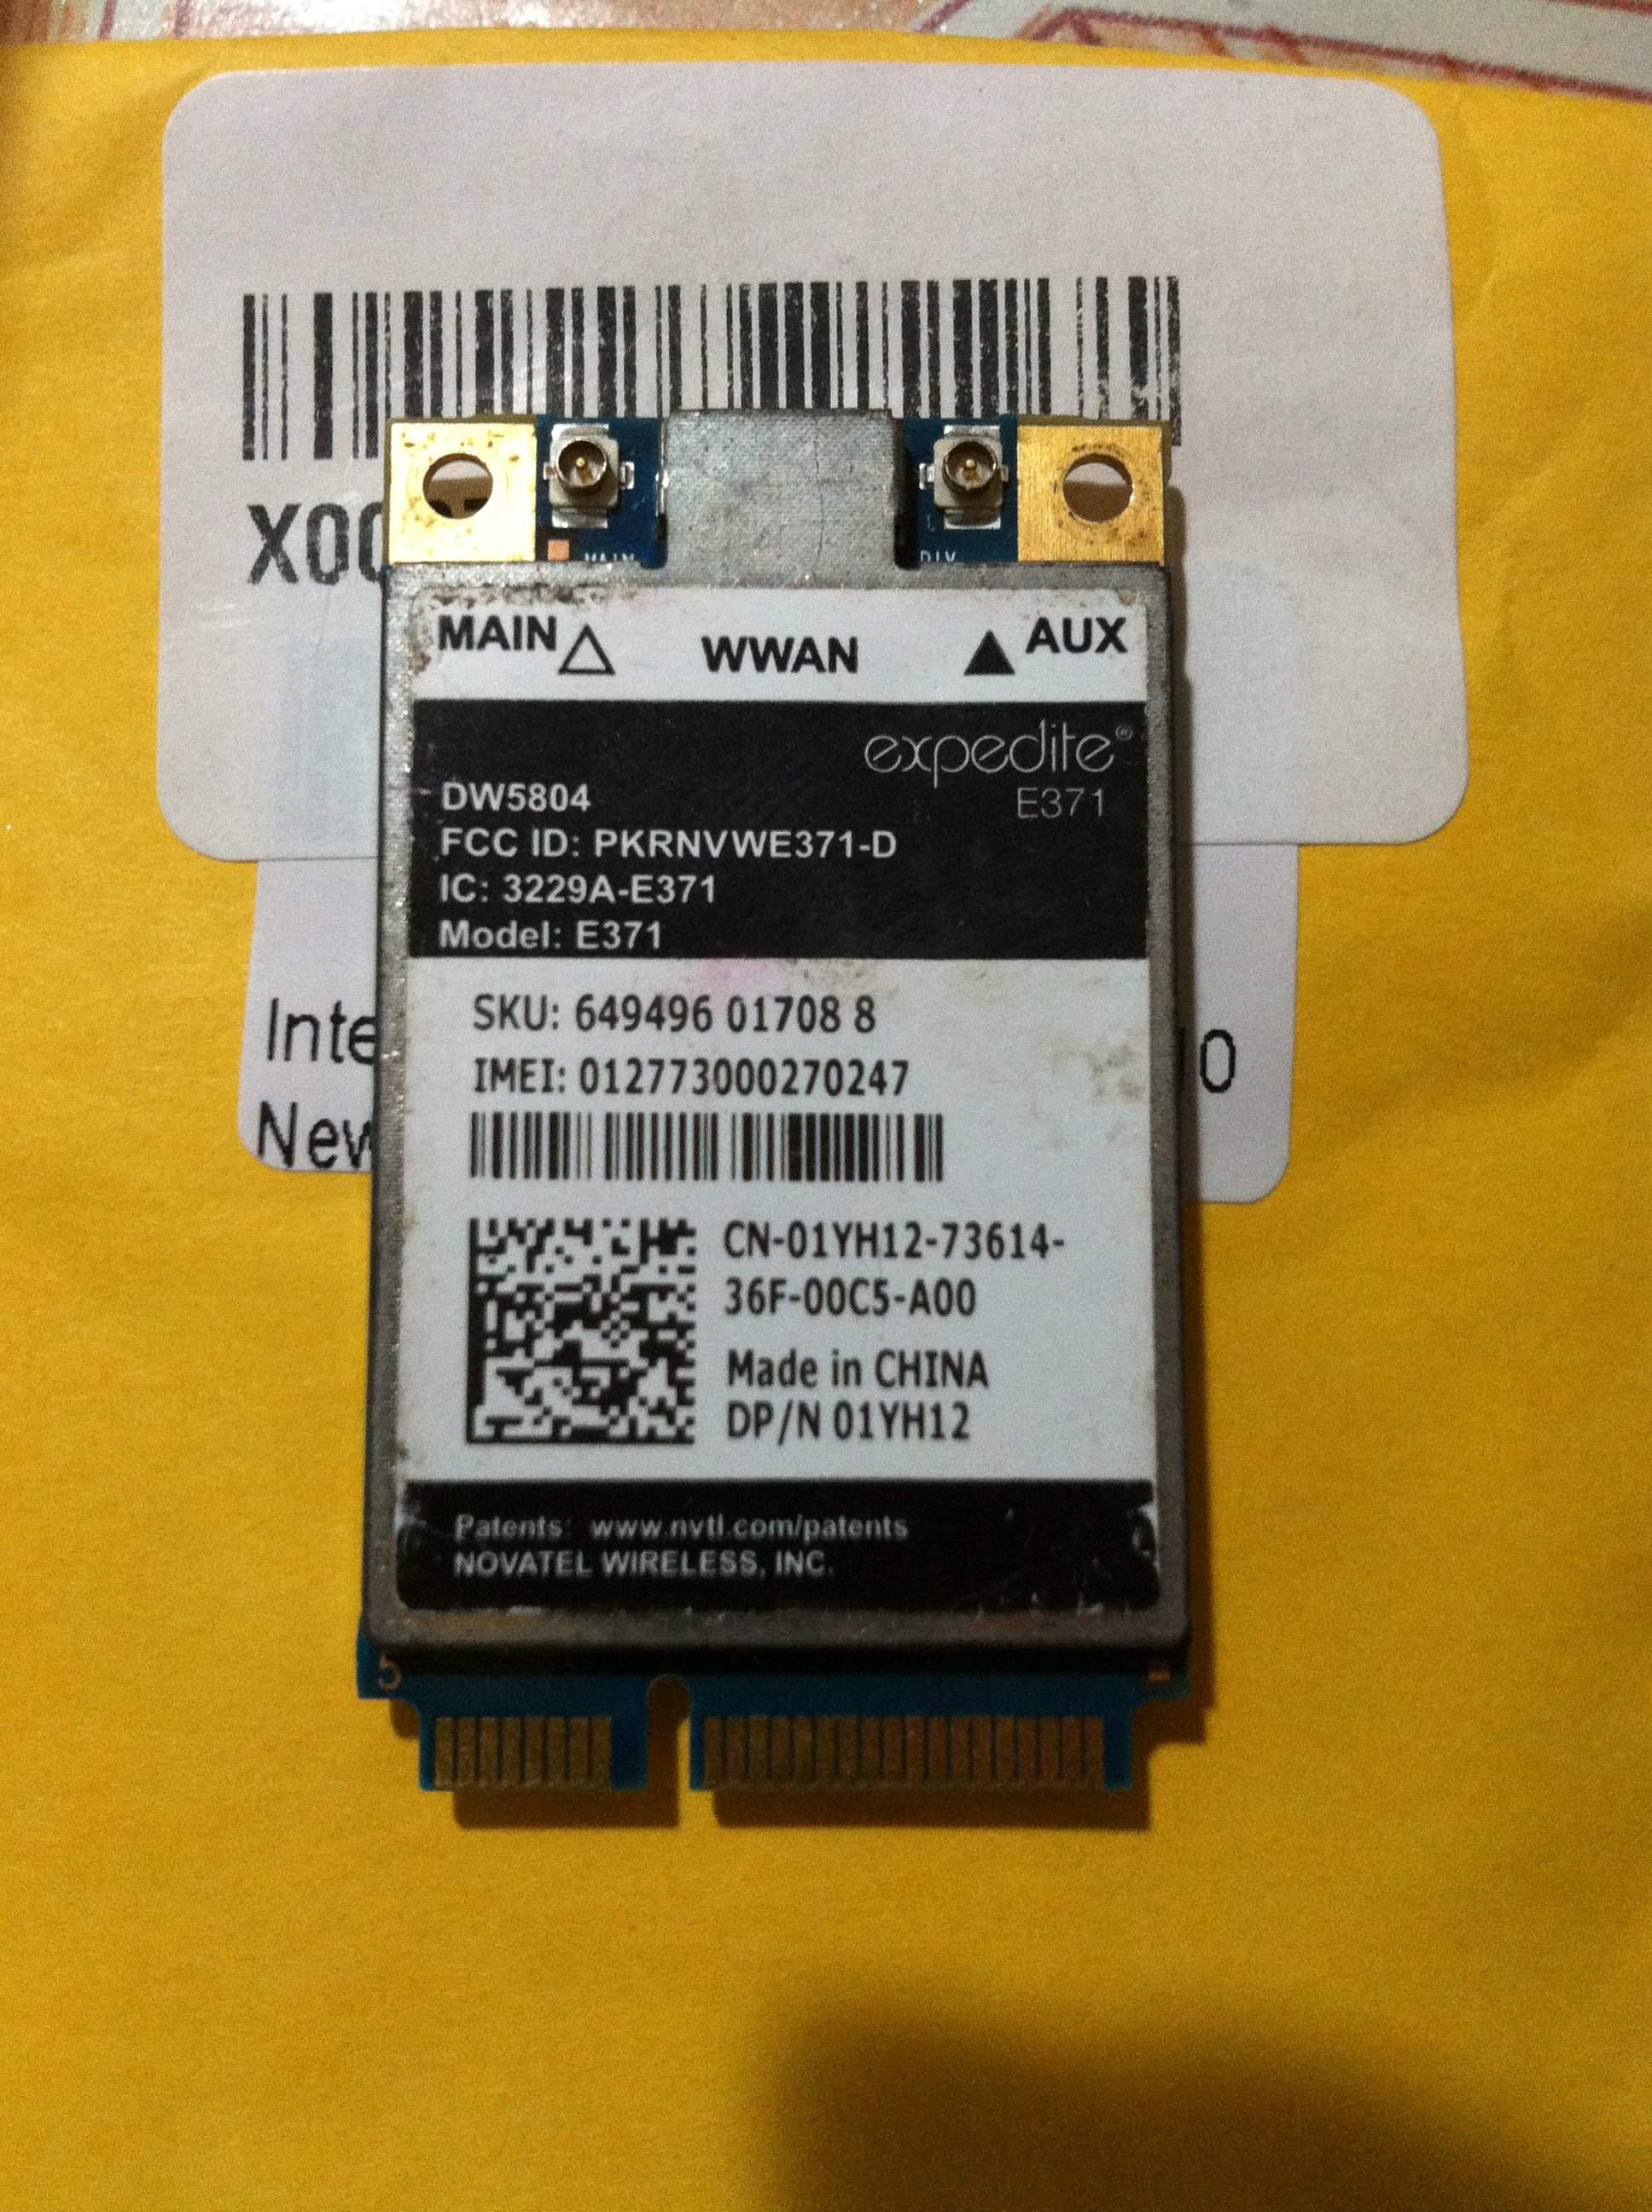 X00
MAIN
DIV
MAIN △ WWAN ▲ AUX
expedite®
E371
DW5804
FCC ID: PKRNVWE371-D
IC: 3229A-E371
Model: E371
SKU: 649496 01708 8
IMEI: 012773000270247
Inte
0
New
CN-01YH12-73614-
36F-00C5-A00
Made in CHINA
DP/N 01YH12
Patents: www.nvtl.com/patents
NOVATEL WIRELESS, INC.
5